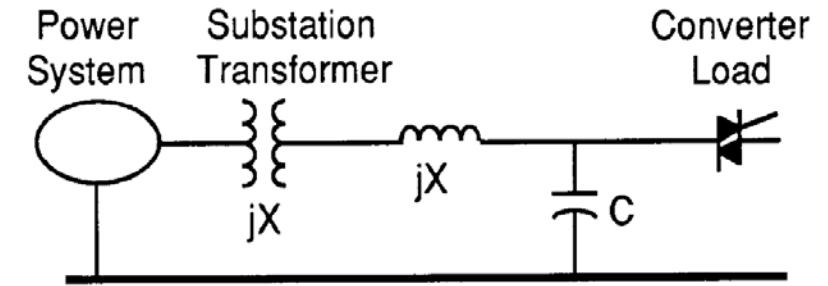 Power
System
Substation
Transformer
Converter
Load
jX
jX
C